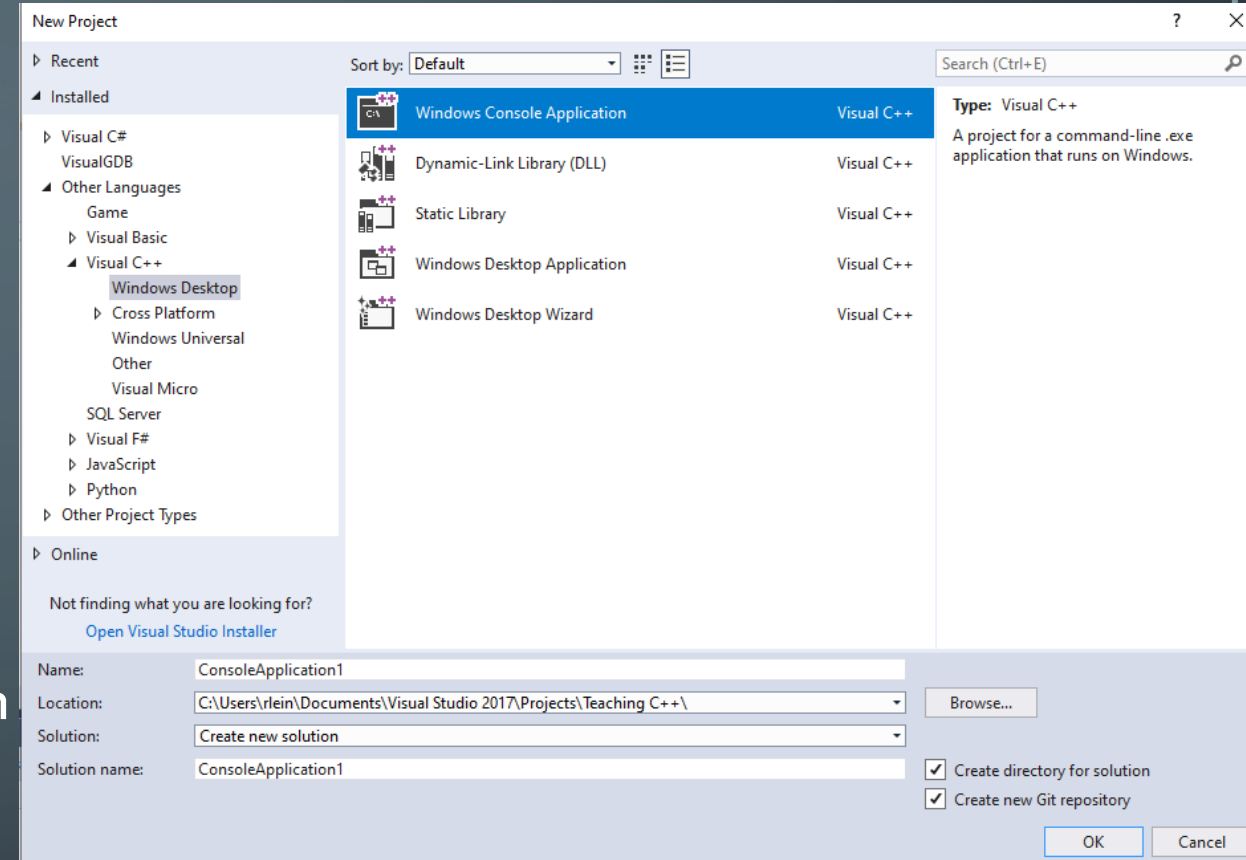 New Project
?
Recent
Installed
Visual C#
VisualGDB
Other Languages
Game
Visual Basic
Visual C++
Windows Desktop
Cross Platform
Windows Universal
Other
Visual Micro
SQL Server
Visual F#
JavaScript
Python
Other Project Types
Online
Not finding what you are looking for?
Open Visual Studio Installer
Sort by: Default
Search (Ctrl+E)
Windows Console Application Visual C++
Dynamic-Link Library (DLL) Visual C++
Static Library Visual C++
Windows Desktop Application Visual C++
Windows Desktop Wizard Visual C++
Type: Visual C++
A project for a command-line .exe
application that runs on Windows.
n
Name: ConsoleApplication1
Location: C:\Users\rlein\Documents\Visual Studio 2017\Projects\Teaching C++\ Browse...
Solution: Create new solution
Solution name: ConsoleApplication1
Create directory for solution
Create new Git repository
OK Cancel